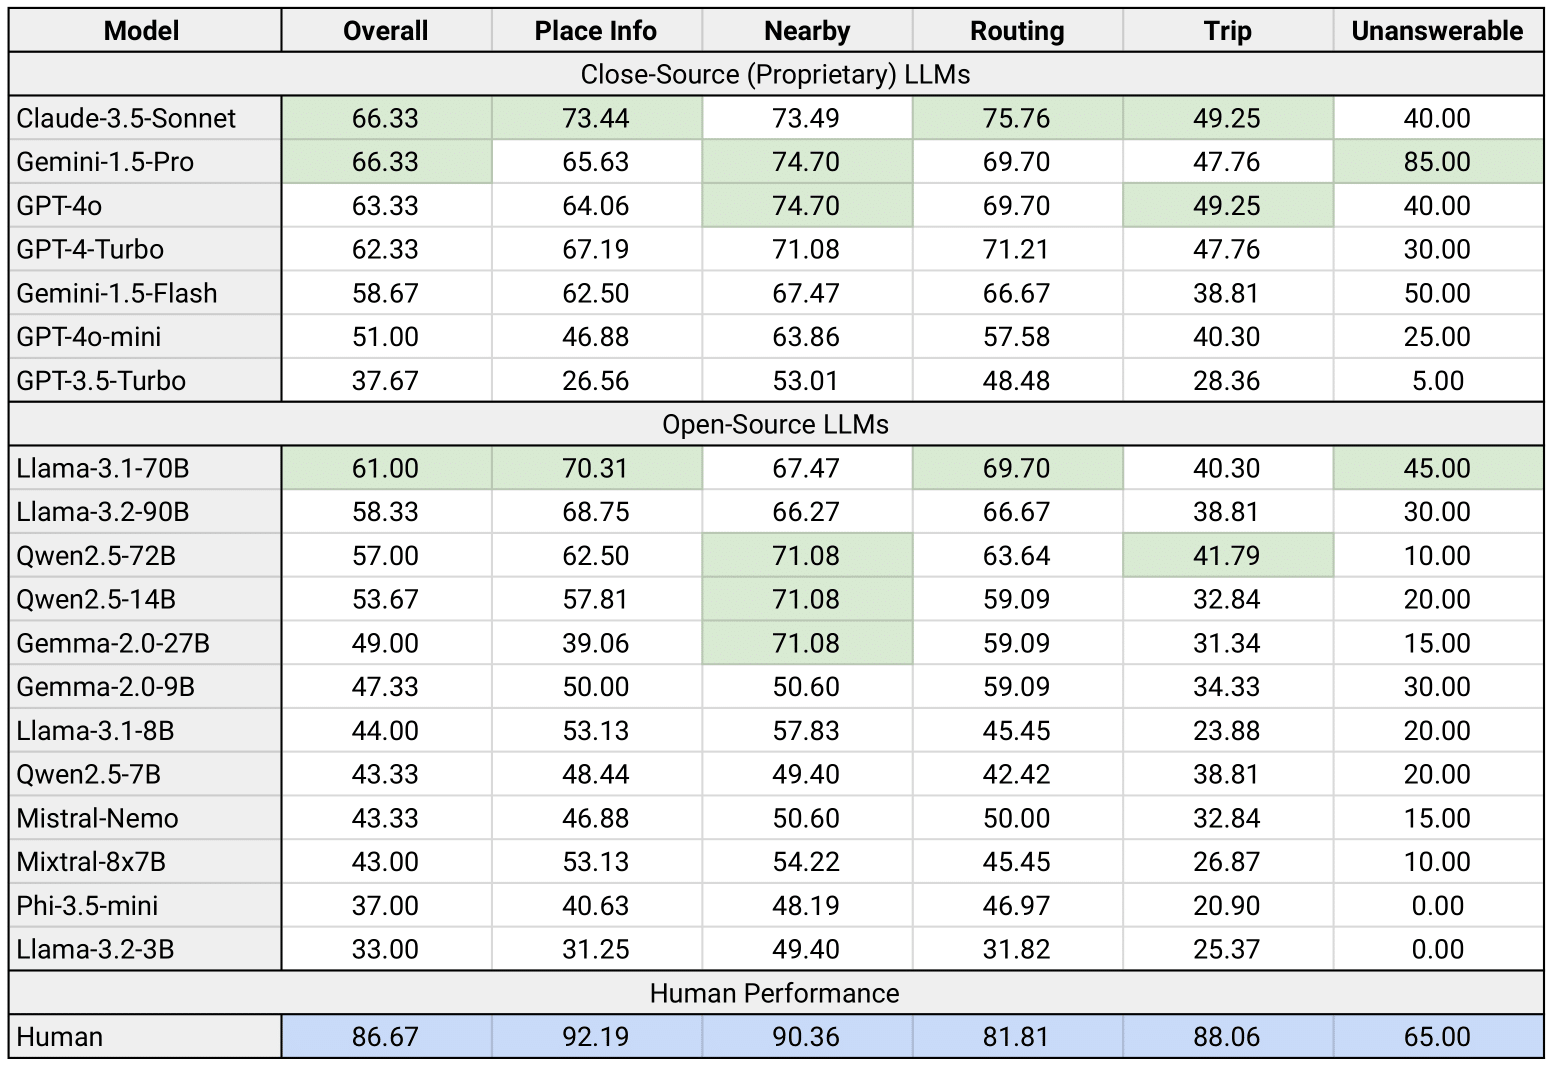 Model Overall Place Info Nearby Routing Trip Unanswerable
Close-Source (Proprietary) LLMs
Claude-3.5-Sonnet 66.33 73.44 73.49 75.76 49.25 40.00
Gemini-1.5-Pro 66.33 65.63 74.70 69.70 47.76 85.00
GPT-4o 63.33 64.06 74.70 69.70 49.25 40.00
GPT-4-Turbo 62.33 67.19 71.08 71.21 47.76 30.00
Gemini-1.5-Flash 58.67 62.50 67.47 66.67 38.81 50.00
GPT-4o-mini 51.00 46.88 63.86 57.58 40.30 25.00
GPT-3.5-Turbo 37.67 26.56 53.01 48.48 28.36 5.00
Open-Source LLMs
Llama-3.1-70B 61.00 70.31 67.47 69.70 40.30 45.00
Llama-3.2-90B 58.33 68.75 66.27 66.67 38.81 30.00
Qwen2.5-72B 57.00 62.50 71.08 63.64 41.79 10.00
Qwen2.5-14B 53.67 57.81 71.08 59.09 32.84 20.00
Gemma-2.0-27B 49.00 39.06 71.08 59.09 31.34 15.00
Gemma-2.0-9B 47.33 50.00 50.60 59.09 34.33 30.00
Llama-3.1-8B 44.00 53.13 57.83 45.45 23.88 20.00
Qwen2.5-7B 43.33 48.44 49.40 42.42 38.81 20.00
Mistral-Nemo 43.33 46.88 50.60 50.00 32.84 15.00
Mixtral-8x7B 43.00 53.13 54.22 45.45 26.87 10.00
Phi-3.5-mini 37.00 40.63 48.19 46.97 20.90 0.00
Llama-3.2-3B 33.00 31.25 49.40 31.82 25.37 0.00
Human Performance
Human 86.67 92.19 90.36 81.81 88.06 65.00